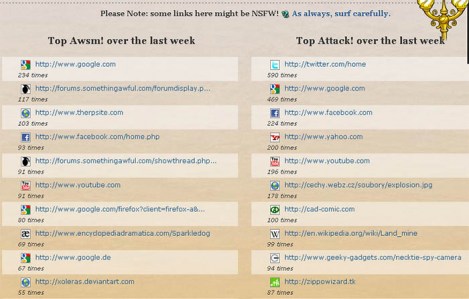 Please Note: some links here might be NSFW! As always, surf carefully.
Top Awsm! over the last week
http://www.google.com
234 times
http://forums.somethingawful.com/forumdisplay.p...
117 times
http://www.therpsite.com
103 times
http://www.facebook.com/home.php
93 times
http://forums.somethingawful.com/showthread.php...
91 times
http://www.youtube.com
91 times
http://www.google.com/firefox?client=firefox-a&...
80 times
http://www.encyclopediadramatica.com/Sparkledog
69 times
http://www.google.de
67 times
http://xoleras.deviantart.com
55 times
Top Attack! over the last week
http://twitter.com/home
590 times
http://www.google.com
469 times
http://www.facebook.com
224 times
http://www.yahoo.com
200 times
http://www.youtube.com
196 times
http://cechy.webz.cz/soubory/explosion.jpg
178 times
http://cad-comic.com
100 times
http://en.wikipedia.org/wiki/Land_mine
99 times
http://www.geeky-gadgets.com/necktie-spy-camera
94 times
http://zippowizard.tk
87 times